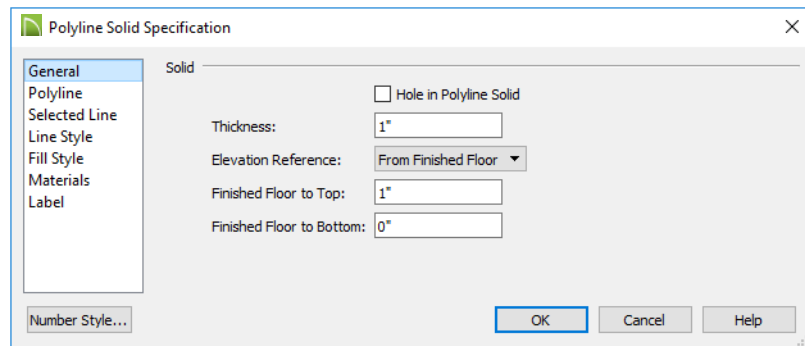 Polyline Solid Specification
General
Polyline
Selected Line
Line Style
Fill Style
Materials
Label
Solid
Hole in Polyline Solid
Thickness: 1"
Elevation Reference: From Finished Floor
Finished Floor to Top: 1"
Finished Floor to Bottom: 0"
Number Style...
OK
Cancel
Help